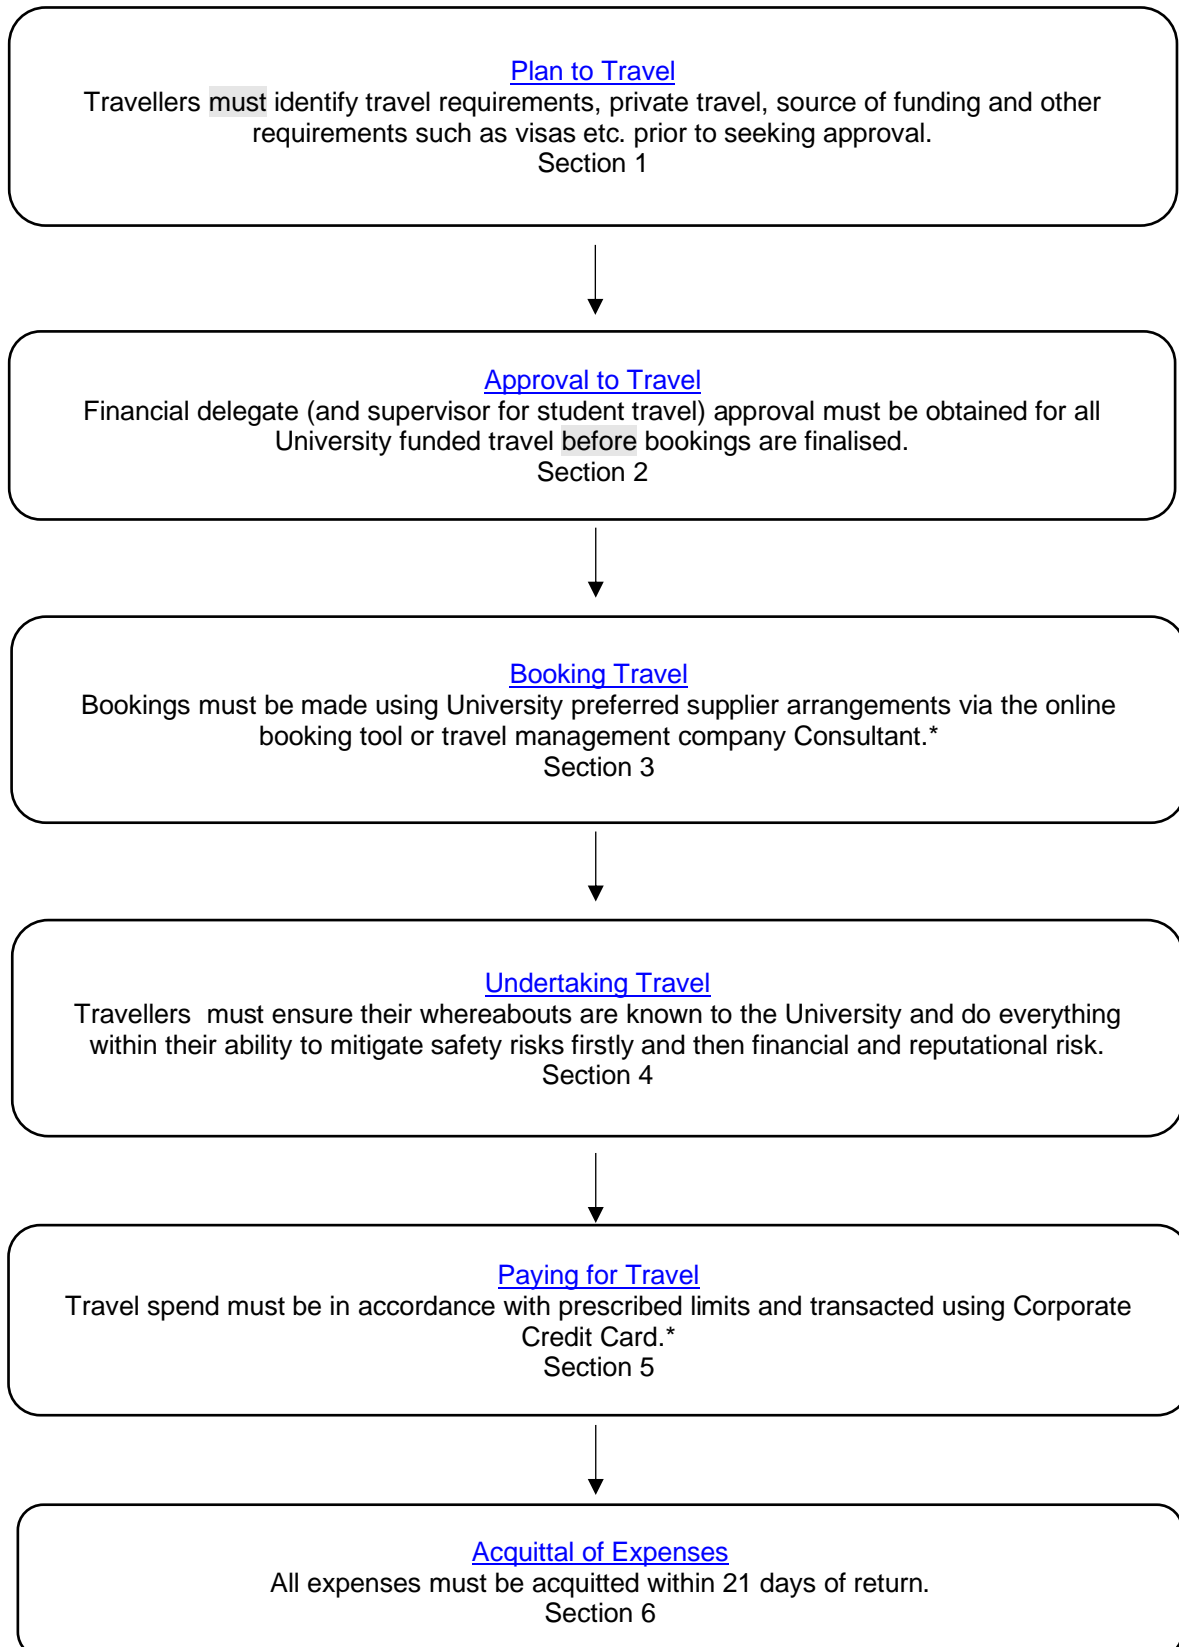 Plan to Travel
Travellers must identify travel requirements, private travel, source of funding and other
requirements such as visas etc. prior to seeking approval.
Section 1
Approval to Travel
Financial delegate (and supervisor for student travel) approval must be obtained for all
University funded travel before bookings are finalised.
Section 2
Booking Travel
Bookings must be made using University preferred supplier arrangements via the online
booking tool or travel management company Consultant.*
Section 3
Undertaking Travel
Travellers  must ensure their whereabouts are known to the University and do everything
within their ability to mitigate safety risks firstly and then financial and reputational risk.
Section 4
Paying for Travel
Travel spend must be in accordance with prescribed limits and transacted using Corporate
Credit Card.*
Section 5
Acquittal of Expenses
All expenses must be acquitted within 21 days of return.
Section 6